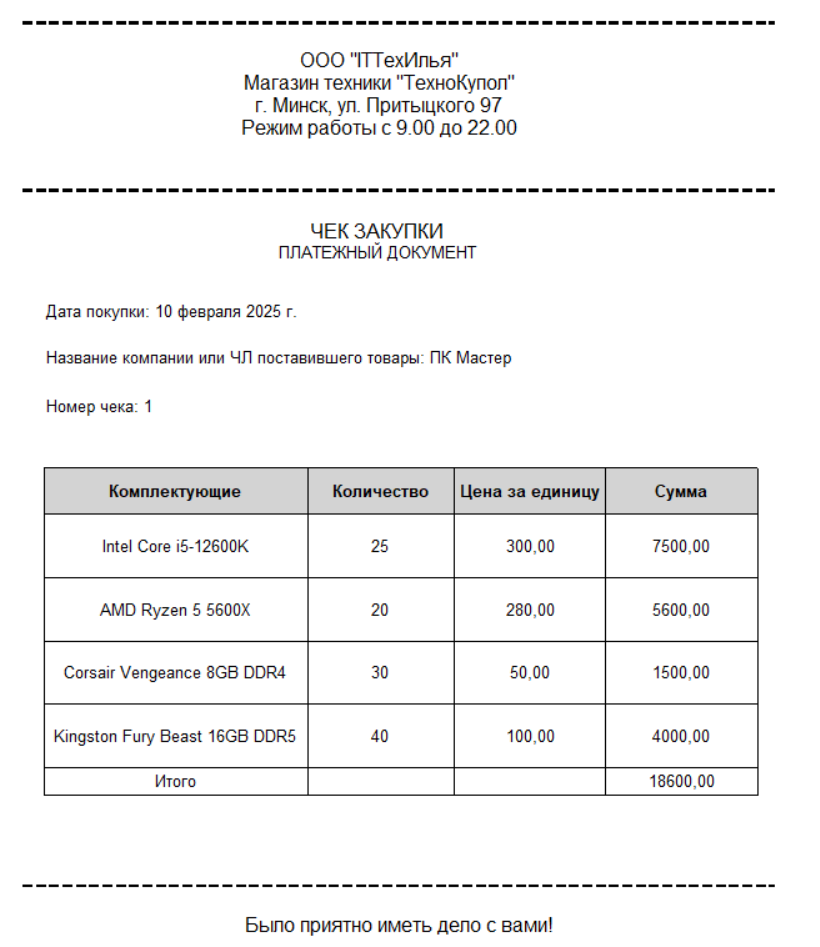 ООО "ІТТехИлья"
Магазин техники "ТехноКупол"
г. Минск, ул. Притыцкого 97
Режим работы с 9.00 до 22.00
ЧЕК ЗАКУПКИ
ПЛАТЕЖНЫЙ ДОКУМЕНТ
Дата покупки: 10 февраля 2025 г.
Название компании или ЧЛ поставившего товары: ПК Мастер
Номер чека: 1
Комплектующие Количество Цена за единицу Сумма
Intel Core i5-12600K 25 300,00 7500,00
AMD Ryzen 5 5600X 20 280,00 5600,00
Corsair Vengeance 8GB DDR4 30 50,00 1500,00
Kingston Fury Beast 16GB DDR5 40 100,00 4000,00
Итого 18600,00
Было приятно иметь дело с вами!